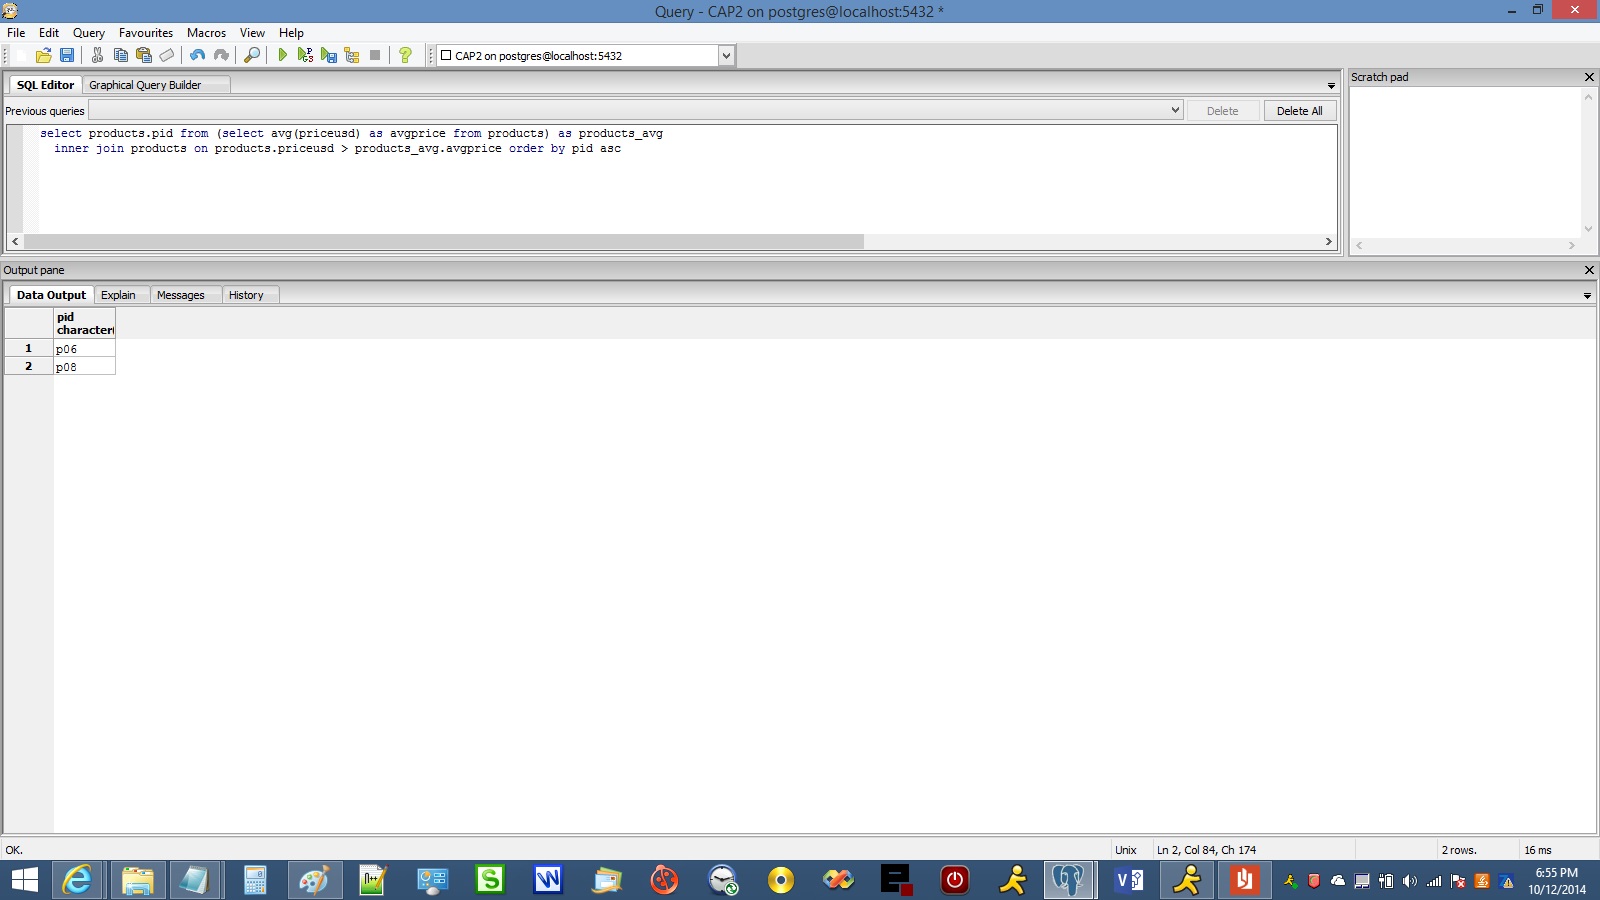 Query - CAP2 on postgres@localhost:5432 *
File Edit Query Favourites Macros View Help
CAP2 on postgres@localhost:5432
SQL Editor Graphical Query Builder
Scratch pad
Previous queries
Delete Delete All
select products.pid from (select avg(priceusd) as avgprice from products) as products_avg
inner join products on products.priceusd > products_avg.avgprice order by pid asc
Output pane
Data Output Explain Messages History
pid
character(
1 p06
2 p08
OK. Unix Ln 2, Col 84, Ch 174 2 rows. 16 ms
6:55 PM
10/12/2014